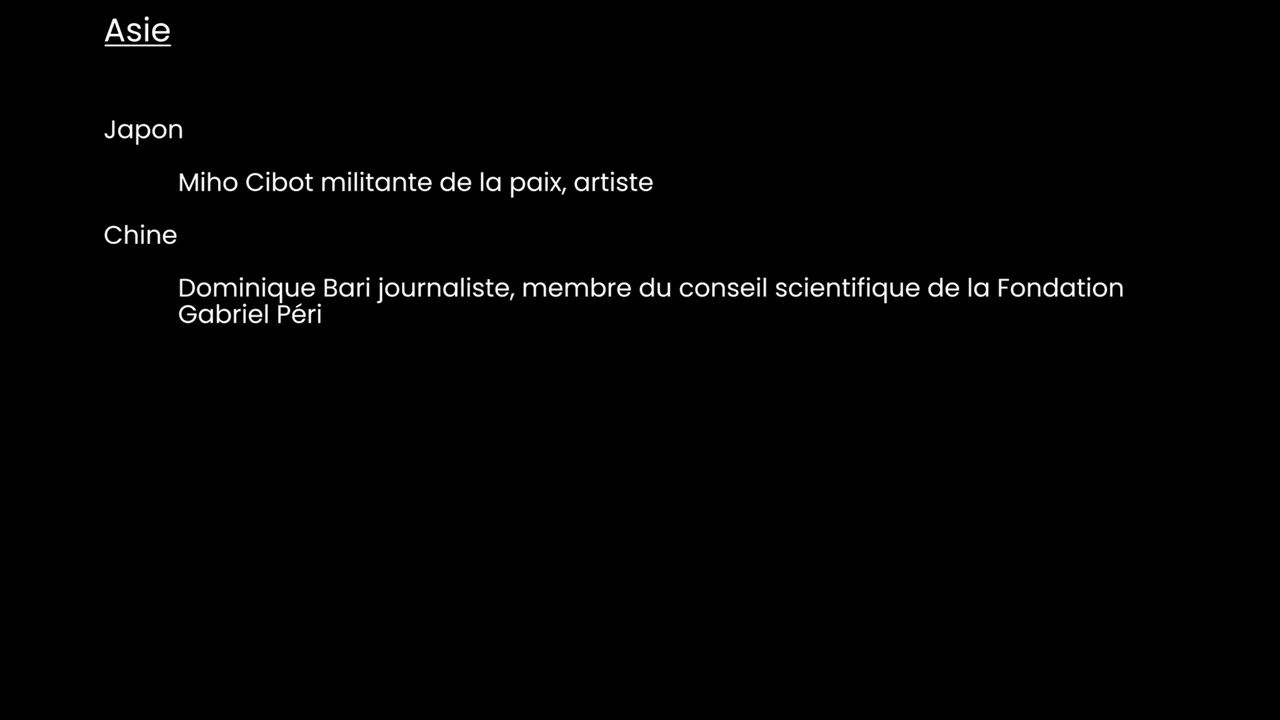 Asie
Japon
Miho Cibot militante de la paix, artiste
Chine
Dominique Bari journaliste, membre du conseil scientifique de la Fondation
Gabriel Péri